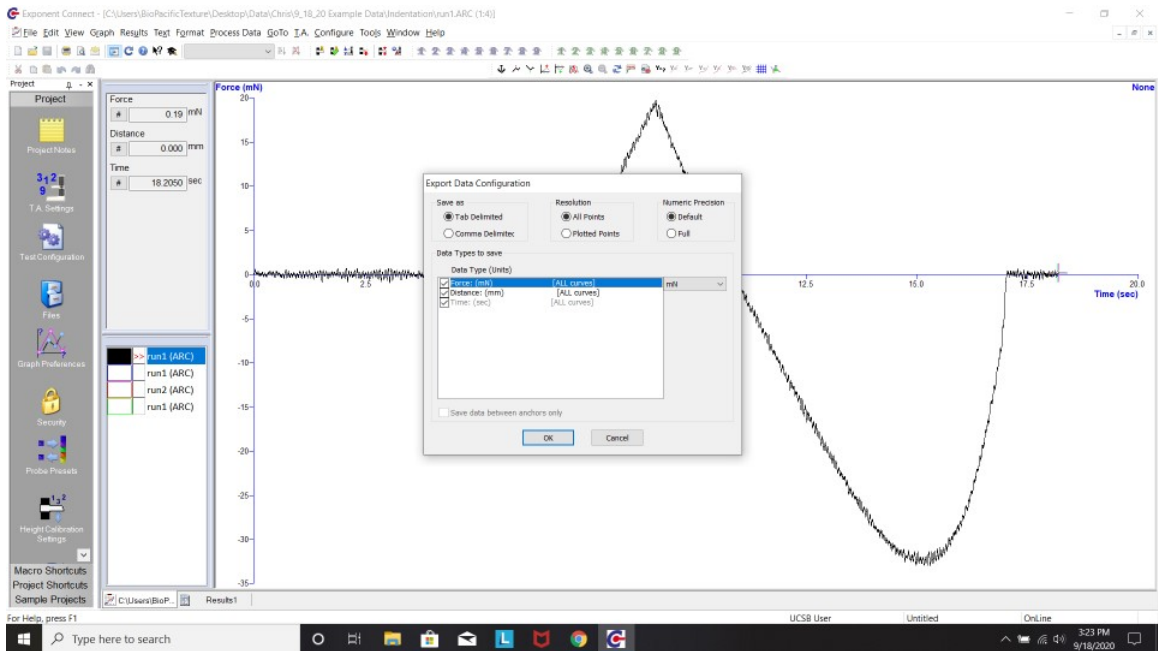 Exponent Connect - [C:\Users\BioPacificTexture\Desktop\Data\Chris\9_18_20 Example Data\Indentation\run1.ARC (1:4)]
File Edit View Graph Results Text Format Process Data GoTo T.A. Configure Tools Window Help
Project
Project
Project Notes
T.A. Settings
Test Configuration
Files
Graph Preferences
Security
Probe Presets
Height Calibration
Settings
Macro Shortcuts
Project Shortcuts
Sample Projects
Force
# 0.19 mN
Distance
# 0.000 mm
Time
# 18.2050 sec
>> run1 (ARC)
run1 (ARC)
run2 (ARC)
run1 (ARC)
Force (mN)
None
20
15
10
5
0
-5
-10
-15
-20
-25
-30
-35
0.0 2.5 12.5 15.0 17.5 20.0
Time (sec)
Export Data Configuration
Save as Resolution Numeric Precision
Tab Delimited All Points Default
Comma Delimitec Plotted Points Full
Data Types to save
Data Type (Units)
Force: (mN) [ALL curves] mN
Distance: (mm) [ALL curves]
Time: (sec) [ALL curves]
Save data between anchors only
OK Cancel
C:\Users\BioP... Results1
For Help, press F1 UCSB User Untitled OnLine
Type here to search
3:23 PM
9/18/2020